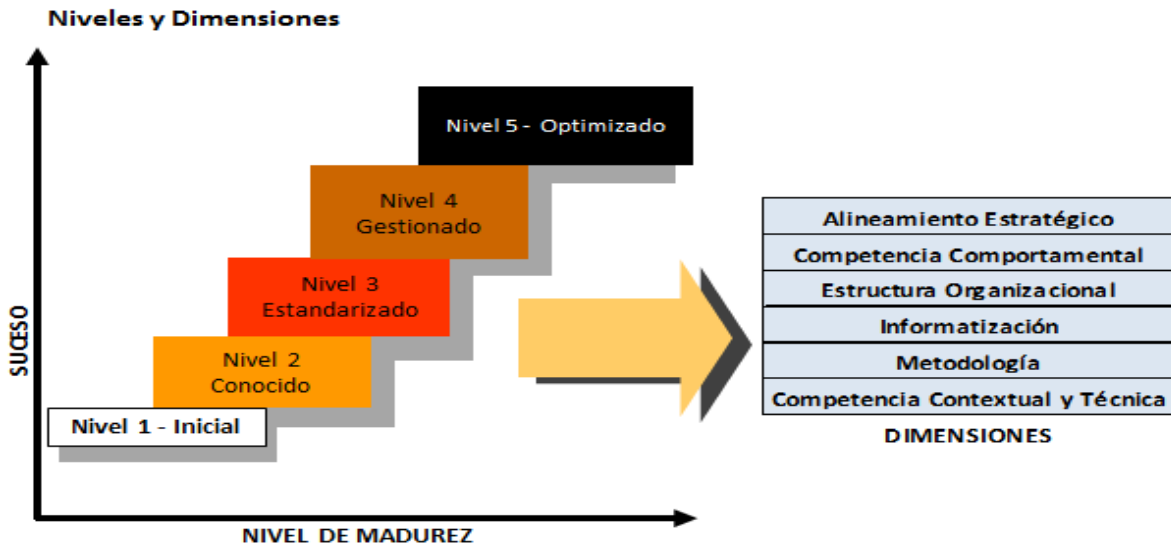 Niveles y Dimensiones
SUCESO
Nivel 5 - Optimizado
Nivel 4
Gestionado
Nivel 3
Estandarizado
Nivel 2
Conocido
Nivel 1 - Inicial
NIVEL DE MADUREZ
Alineamiento Estratégico
Competencia Comportamental
Estructura Organizacional
Informatización
Metodología
Competencia Contextual y Técnica
DIMENSIONES